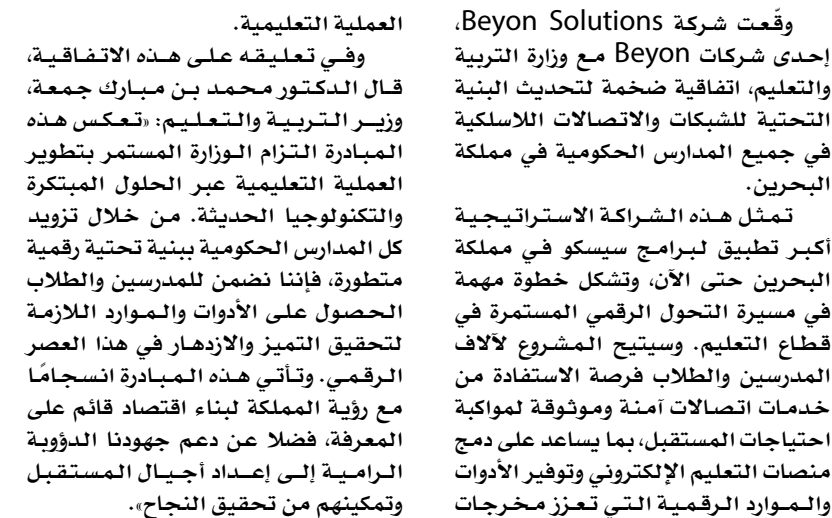 وقّعت شركة Beyon Solutions،
إحدى شركات Beyon مع وزارة التربية
والتعليم، اتفاقية ضخمة لتحديث البنية
التحتية للشبكات والاتصالات اللاسلكية
في جميع المدارس الحكومية في مملكة
البحرين.
تمثل هذه الشراكة الاستراتيجية
أكبر تطبيق لبرامج سيسكو في مملكة
البحرين حتى الآن، وتشكل خطوة مهمة
في مسيرة التحول الرقمي المستمرة في
قطاع التعليم. وسيتيح المشروع لآلاف
المدرسين والطلاب فرصة الاستفادة من
خدمات اتصالات آمنة وموثوقة لمواكبة
احتياجات المستقبل، بما يساعد على دمج
منصات التعليم الإلكتروني وتوفير الأدوات
والموارد الرقمية التي تعزز مخرجات
العملية التعليمية.
وفي تعليقه على هذه الاتفاقية،
قال الدكتور محمد بن مبارك جمعة،
وزير التربية والتعليم: «تعكس هذه
المبادرة التزام الوزارة المستمر بتطوير
العملية التعليمية عبر الحلول المبتكرة
والتكنولوجيا الحديثة. من خلال تزويد
كل المدارس الحكومية ببنية تحتية رقمية
متطورة، فإننا نضمن للمدرسين والطلاب
الحصول على الأدوات والموارد اللازمة
لتحقيق التميز والازدهار في هذا العصر
الرقمي. وتأتي هذه المبادرة انسجامًا
مع رؤية المملكة لبناء اقتصاد قائم على
المعرفة، فضلا عن دعم جهودنا الدؤوبة
الرامية إلى إعداد أجيال المستقبل
وتمكينهم من تحقيق النجاح».